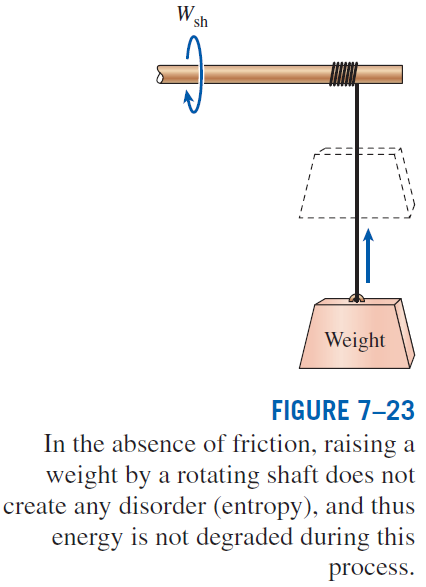 Wsh
Weight
FIGURE 7–23
In the absence of friction, raising a
weight by a rotating shaft does not
create any disorder (entropy), and thus
energy is not degraded during this
process.